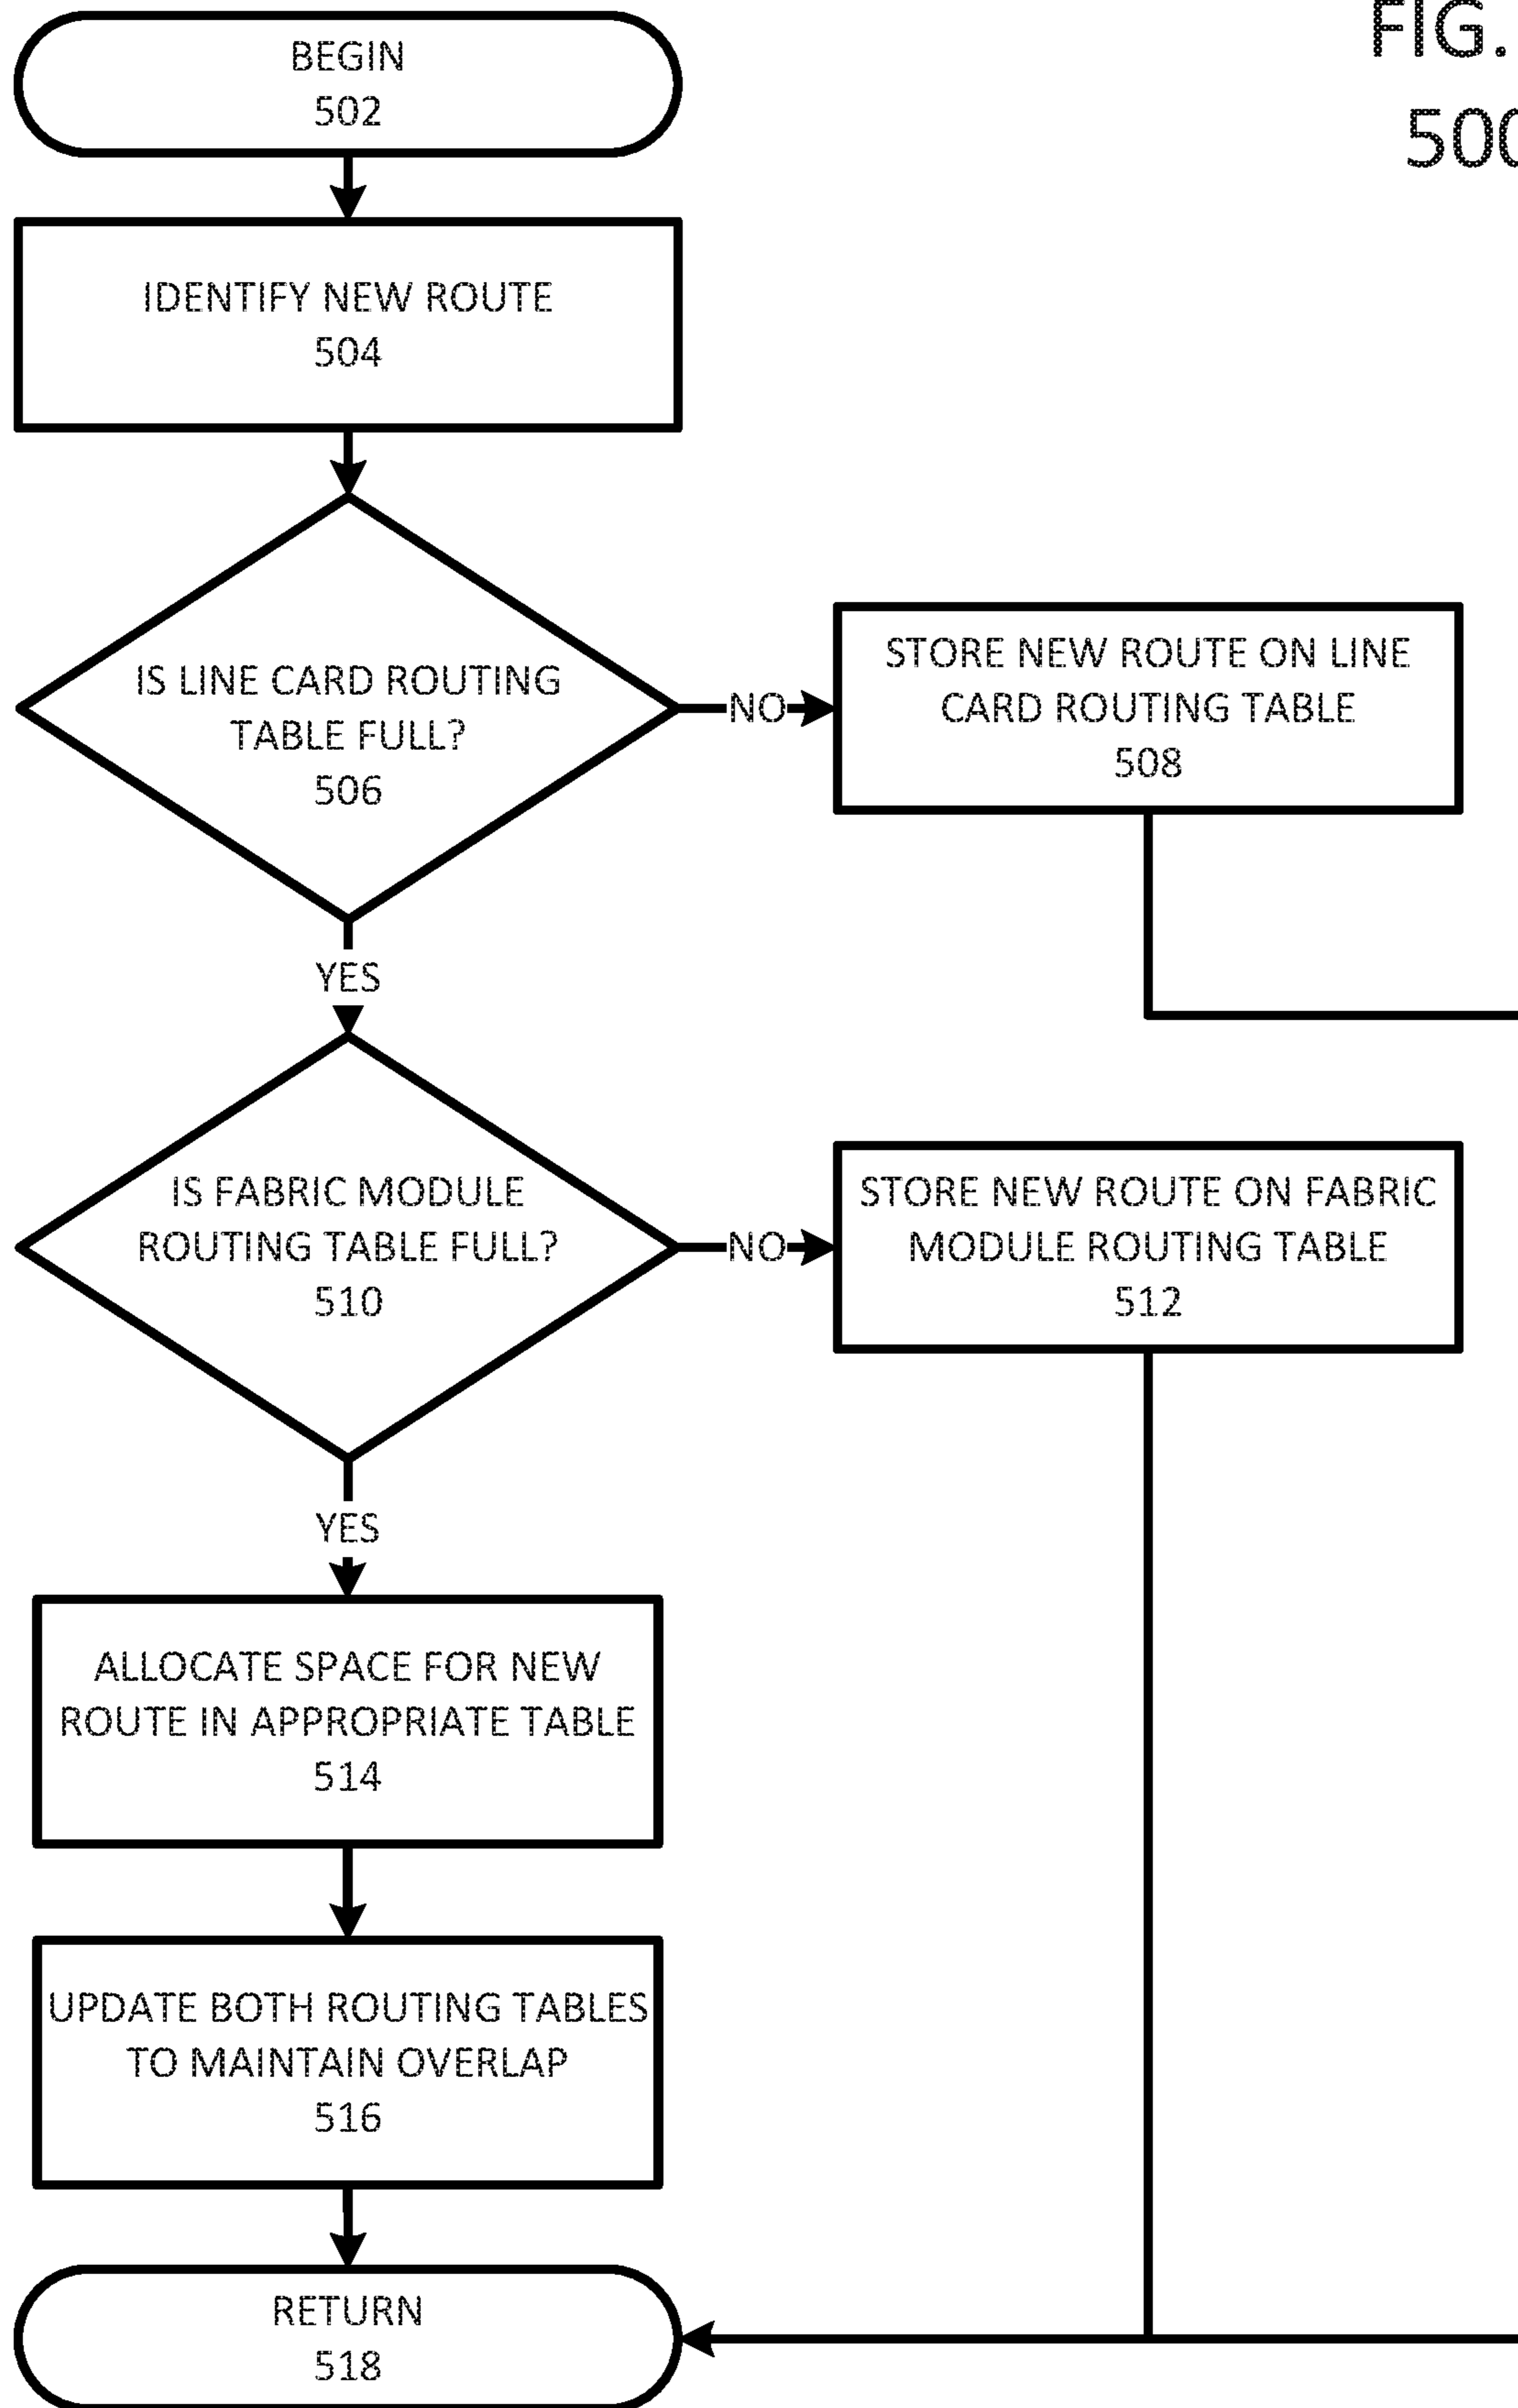 FIG.
500
BEGIN
502
IDENTIFY NEW ROUTE
504
IS LINE CARD ROUTING
TABLE FULL?
506
NO
STORE NEW ROUTE ON LINE
CARD ROUTING TABLE
508
YES
IS FABRIC MODULE
ROUTING TABLE FULL?
510
NO
STORE NEW ROUTE ON FABRIC
MODULE ROUTING TABLE
512
YES
ALLOCATE SPACE FOR NEW
ROUTE IN APPROPRIATE TABLE
514
UPDATE BOTH ROUTING TABLES
TO MAINTAIN OVERLAP
516
RETURN
518